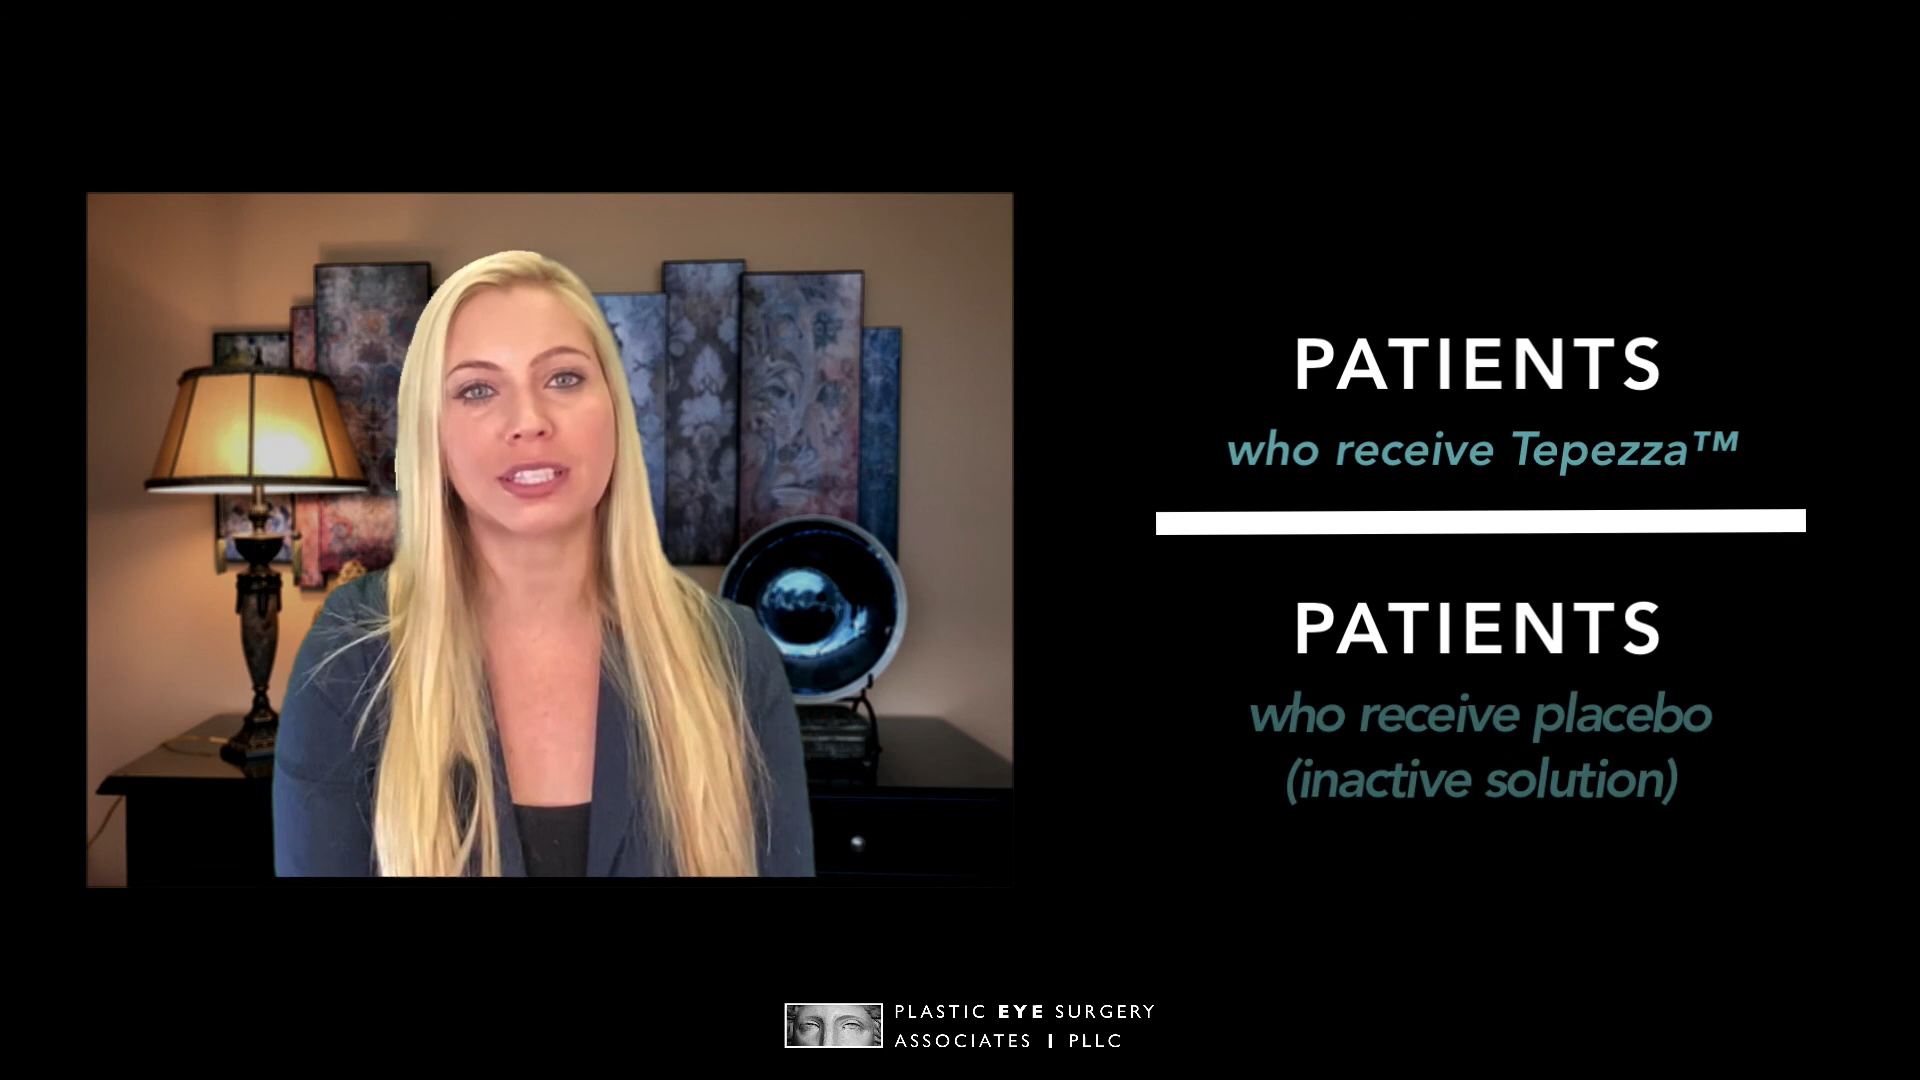 PATIENTS
who receive Tepezza™
PATIENTS
who receive placebo
(inactive solution)
PLASTIC EYE SURGERY
ASSOCIATES | PLLC